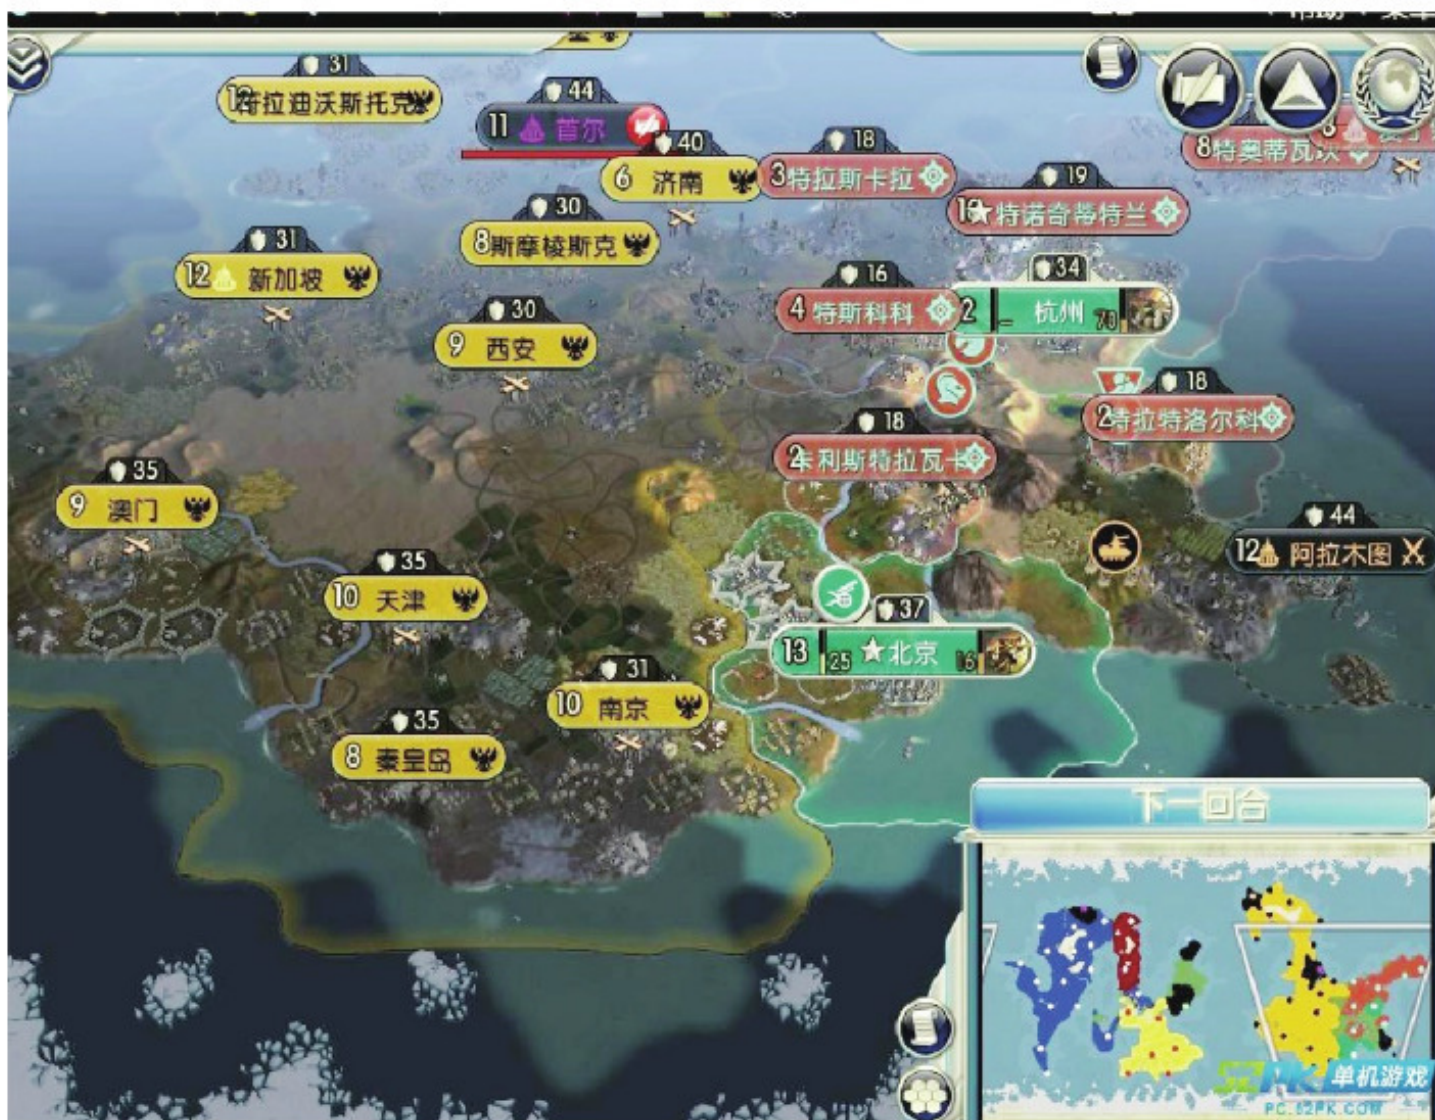 31
12 符拉迪沃斯托克
44
11 首尔
40
6 济南
18
3 特拉斯卡拉
8 特奥蒂瓦坎
19
特诺奇蒂特兰
30
8 斯摩棱斯克
31
12 新加坡
16
4 特斯科科
34
2 杭州 70
30
9 西安
18
2 特拉特洛尔科
18
2 卡利斯特拉瓦卡
35
9 澳门
44
12 阿拉木图
35
10 天津
37
13 25 北京 16
31
10 南京
35
8 秦皇岛
下一回合
52PK 单机游戏
PC.52PK.COM